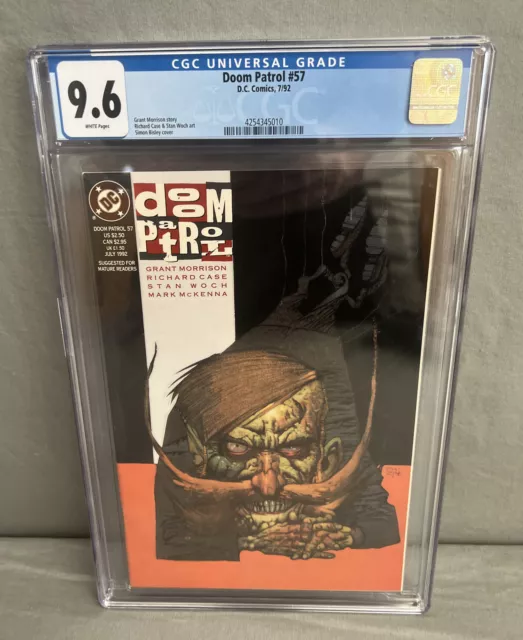 CGC UNIVERSAL GRADE
9.6
WHITE Pages
Doom Patrol #57
D.C. Comics, 7/92
Grant Morrison story
Richard Case & Stan Woch art
Simon Bisley cover
4254345010
CGC
DC
DOOM PATROL 57
US $2.50
CAN $2.95
UK £1.50
JULY 1992
SUGGESTED FOR
MATURE READERS
dOOM
PatROL
GRANT MORRISON
RICHARD CASE
STAN WOCH
MARK McKENNA